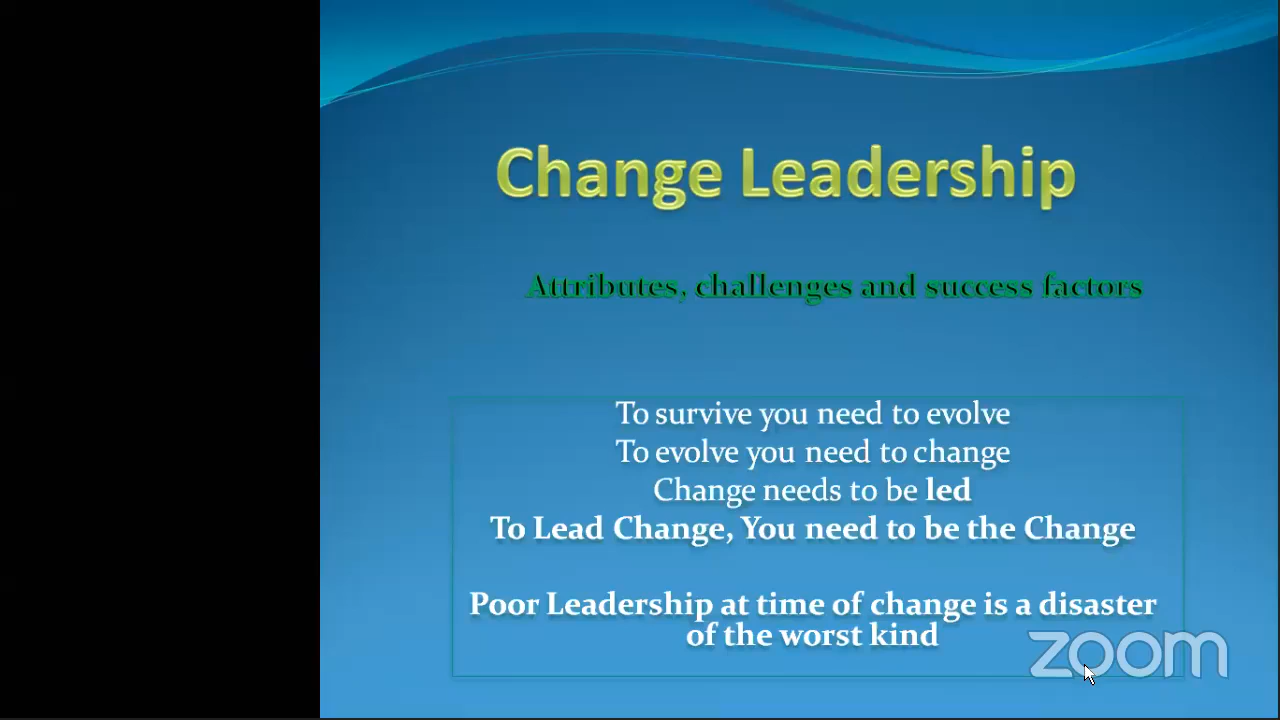 Change Leadership
Attributes, challenges and success factors
To survive you need to evolve
To evolve you need to change
Change needs to be led
To Lead Change, You need to be the Change
Poor Leadership at time of change is a disaster
of the worst kind
zoom